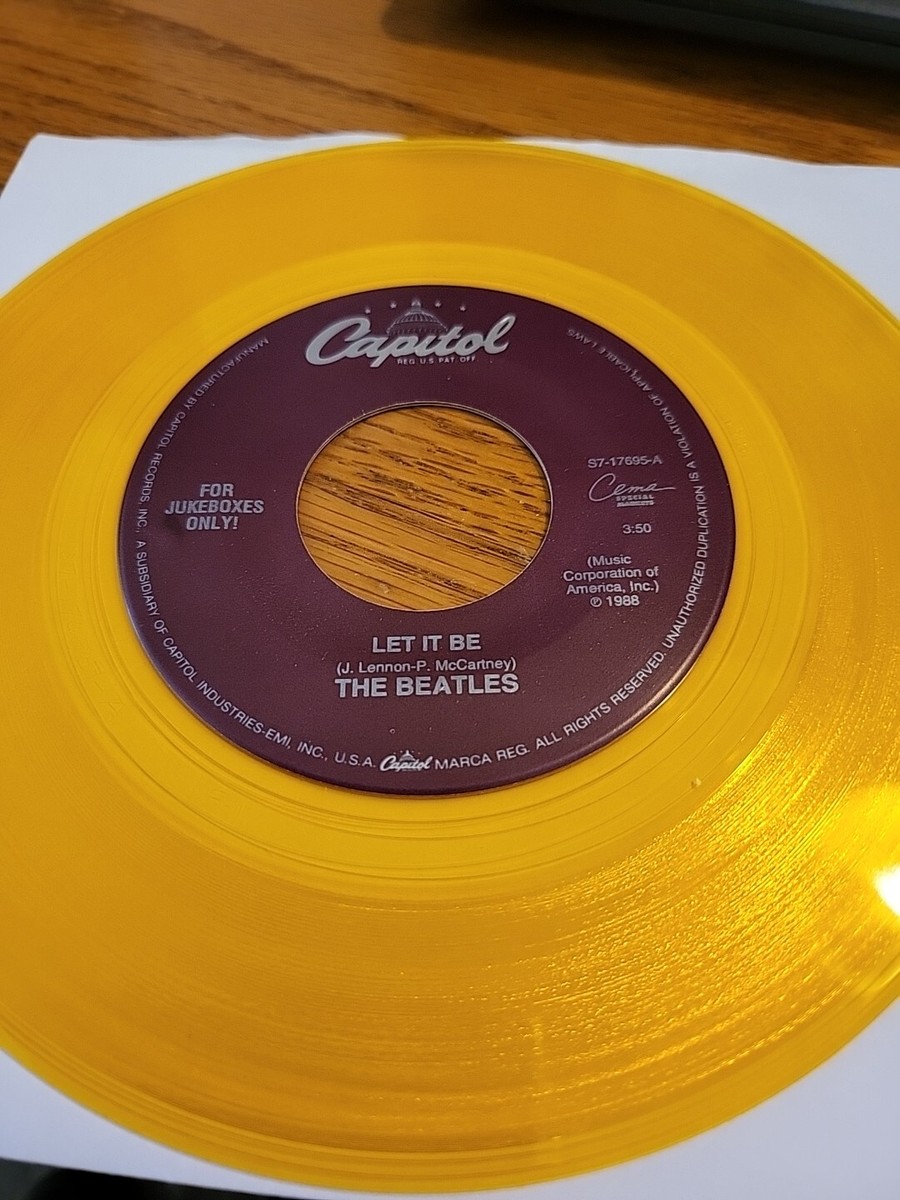 Capitol
REG. U.S. PAT. OFF.
FOR
JUKEBOXES
ONLY!
S7-17695-A
Cema
SPECIAL
MARKETS
3:50
(Music
Corporation of
America, Inc.)
℗ 1988
LET IT BE
(J. Lennon-P. McCartney)
THE BEATLES
MANUFACTURED BY CAPITOL RECORDS, INC., A SUBSIDIARY OF CAPITOL INDUSTRIES-EMI, INC., U.S.A. Capitol MARCA REG. ALL RIGHTS RESERVED. UNAUTHORIZED DUPLICATION IS A VIOLATION OF APPLICABLE LAWS